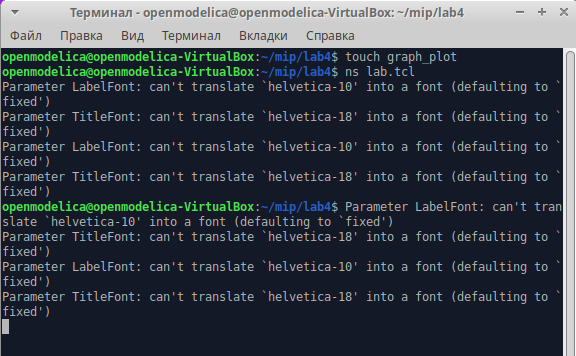 Терминал - openmodelica@openmodelica-VirtualBox: ~/mip/lab4
Файл Правка Вид Терминал Вкладки Справка
openmodelica@openmodelica-VirtualBox:~/mip/lab4$ touch graph_plot
openmodelica@openmodelica-VirtualBox:~/mip/lab4$ ns lab.tcl
Parameter LabelFont: can't translate `helvetica-10' into a font (defaulting to `
fixed')
Parameter TitleFont: can't translate `helvetica-18' into a font (defaulting to `
fixed')
Parameter LabelFont: can't translate `helvetica-10' into a font (defaulting to `
fixed')
Parameter TitleFont: can't translate `helvetica-18' into a font (defaulting to `
fixed')
openmodelica@openmodelica-VirtualBox:~/mip/lab4$ Parameter LabelFont: can't tran
slate `helvetica-10' into a font (defaulting to `fixed')
Parameter TitleFont: can't translate `helvetica-18' into a font (defaulting to `
fixed')
Parameter LabelFont: can't translate `helvetica-10' into a font (defaulting to `
fixed')
Parameter TitleFont: can't translate `helvetica-18' into a font (defaulting to `
fixed')